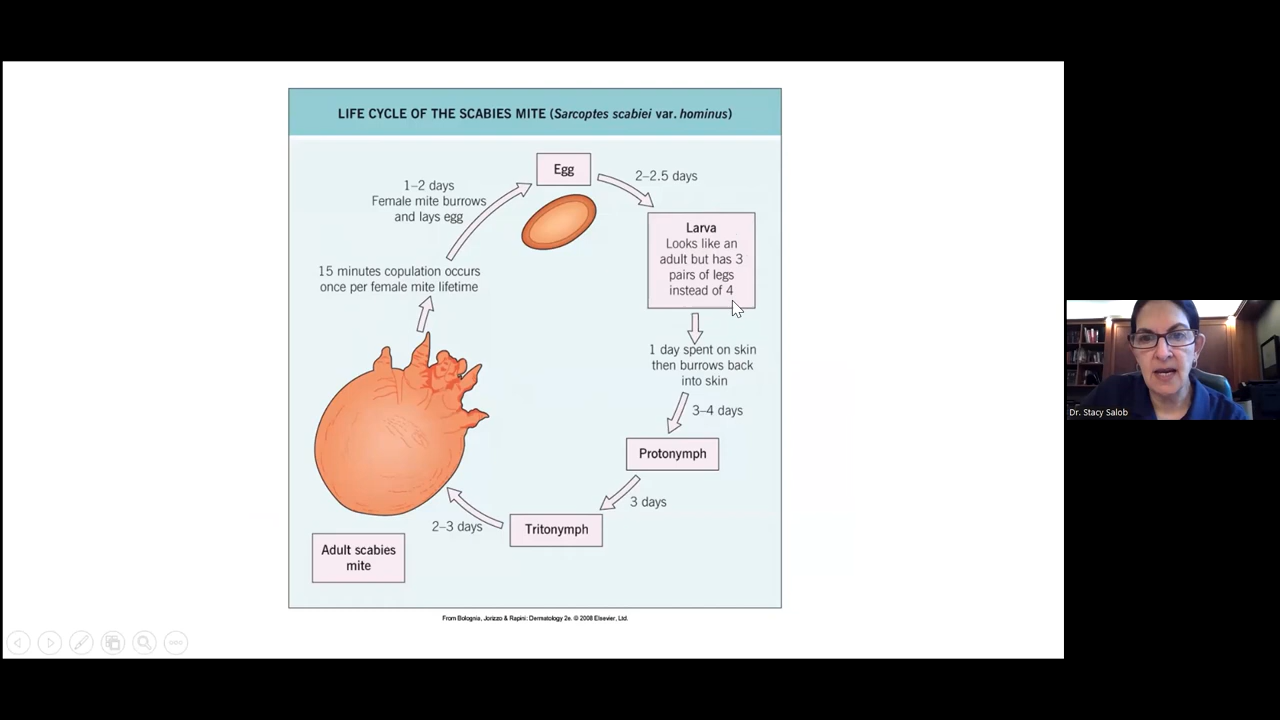 LIFE CYCLE OF THE SCABIES MITE (Sarcoptes scabiei var. hominus)
Egg
2–2.5 days
1–2 days
Female mite burrows
and lays egg
Larva
Looks like an
adult but has 3
pairs of legs
instead of 4
15 minutes copulation occurs
once per female mite lifetime
1 day spent on skin
then burrows back
into skin
3–4 days
Protonymph
3 days
Tritonymph
2–3 days
Adult scabies
mite
From Bolognia, Jorizzo & Rapini: Dermatology 2e. © 2008 Elsevier, Ltd.
Dr. Stacy Salob